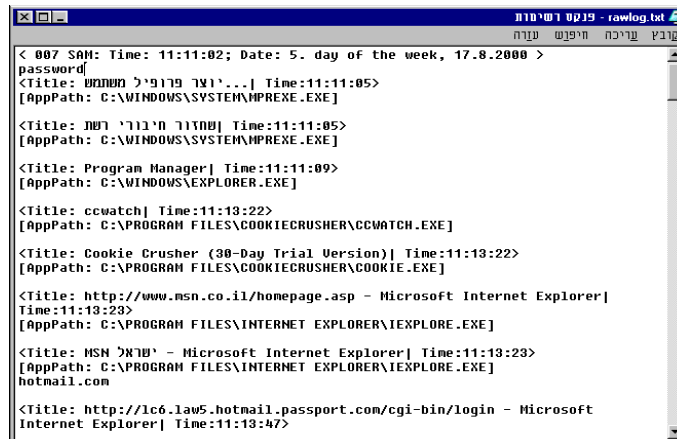 rawlog.txt - פנקס רשימות
קובץ עריכה חיפוש עזרה
< 007 SAM: Time: 11:11:02; Date: 5. day of the week, 17.8.2000 >
password
<Title: יוצר פרופיל משתמש...| Time:11:11:05>
[AppPath: C:\WINDOWS\SYSTEM\MPREXE.EXE]
<Title: שחזור חיבורי רשת| Time:11:11:05>
[AppPath: C:\WINDOWS\SYSTEM\MPREXE.EXE]
<Title: Program Manager| Time:11:11:09>
[AppPath: C:\WINDOWS\EXPLORER.EXE]
<Title: ccwatch| Time:11:13:22>
[AppPath: C:\PROGRAM FILES\COOKIECRUSHER\CCWATCH.EXE]
<Title: Cookie Crusher (30-Day Trial Version)| Time:11:13:22>
[AppPath: C:\PROGRAM FILES\COOKIECRUSHER\COOKIE.EXE]
<Title: http://www.msn.co.il/homepage.asp - Microsoft Internet Explorer|
Time:11:13:23>
[AppPath: C:\PROGRAM FILES\INTERNET EXPLORER\IEXPLORE.EXE]
<Title: MSN ישראל - Microsoft Internet Explorer| Time:11:13:23>
[AppPath: C:\PROGRAM FILES\INTERNET EXPLORER\IEXPLORE.EXE]
hotmail.com
<Title: http://lc6.law5.hotmail.passport.com/cgi-bin/login - Microsoft
Internet Explorer| Time:11:13:47>